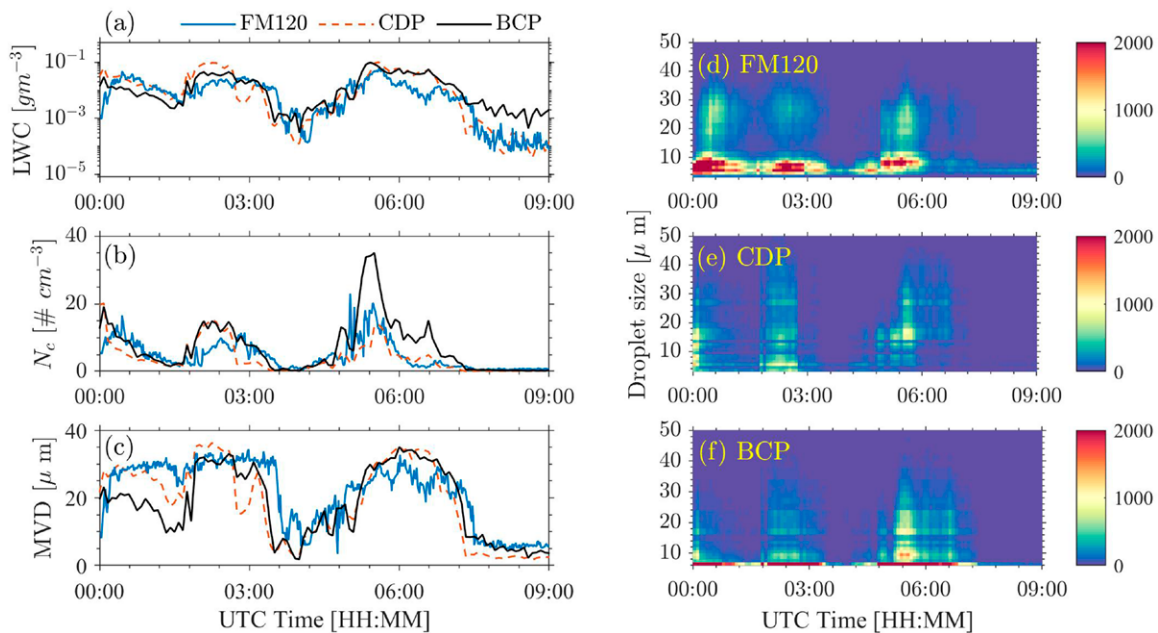 FM120 CDP BCP
(a)
LWC [gm⁻³]
10⁻¹
10⁻³
10⁻⁵
00:00 03:00 06:00 09:00
(b)
N_c [# cm⁻³]
40
20
0
00:00 03:00 06:00 09:00
(c)
MVD [μ m]
40
20
0
00:00 03:00 06:00 09:00
UTC Time [HH:MM]
Droplet size [μ m]
(d) FM120
50
40
30
20
10
00:00 03:00 06:00 09:00
2000
1000
0
(e) CDP
50
40
30
20
10
00:00 03:00 06:00 09:00
2000
1000
0
(f) BCP
50
40
30
20
10
00:00 03:00 06:00 09:00
2000
1000
0
UTC Time [HH:MM]